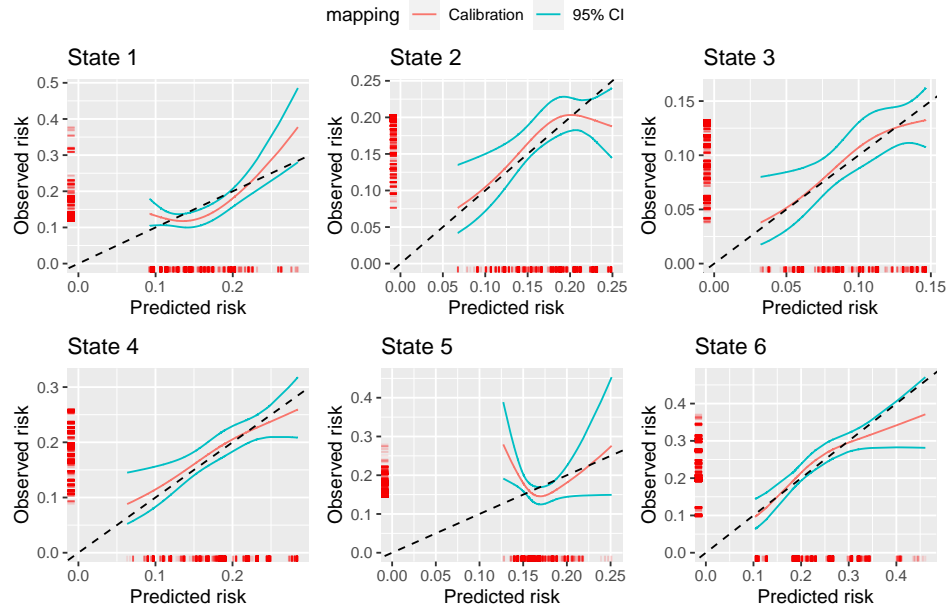 mapping Calibration 95% CI
State 1
State 2
State 3
Observed risk
0.5
0.4
0.3
0.2
0.1
0.0
0.0 0.1 0.2
Predicted risk
Observed risk
0.25
0.20
0.15
0.10
0.05
0.00
0.00 0.05 0.10 0.15 0.20 0.25
Predicted risk
Observed risk
0.15
0.10
0.05
0.00
0.00 0.05 0.10 0.15
Predicted risk
State 4
State 5
State 6
Observed risk
0.3
0.2
0.1
0.0
0.0 0.1 0.2
Predicted risk
Observed risk
0.4
0.3
0.2
0.1
0.0
0.00 0.05 0.10 0.15 0.20 0.25
Predicted risk
Observed risk
0.4
0.3
0.2
0.1
0.0
0.0 0.1 0.2 0.3 0.4
Predicted risk